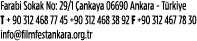 Farabi Sokak No: 29/1 Çankaya 06690 Ankara - Türkiye
T + 90 312 468 77 45 +90 312 468 38 92 F +90 312 467 78 30
info@filmfestankara.org.tr